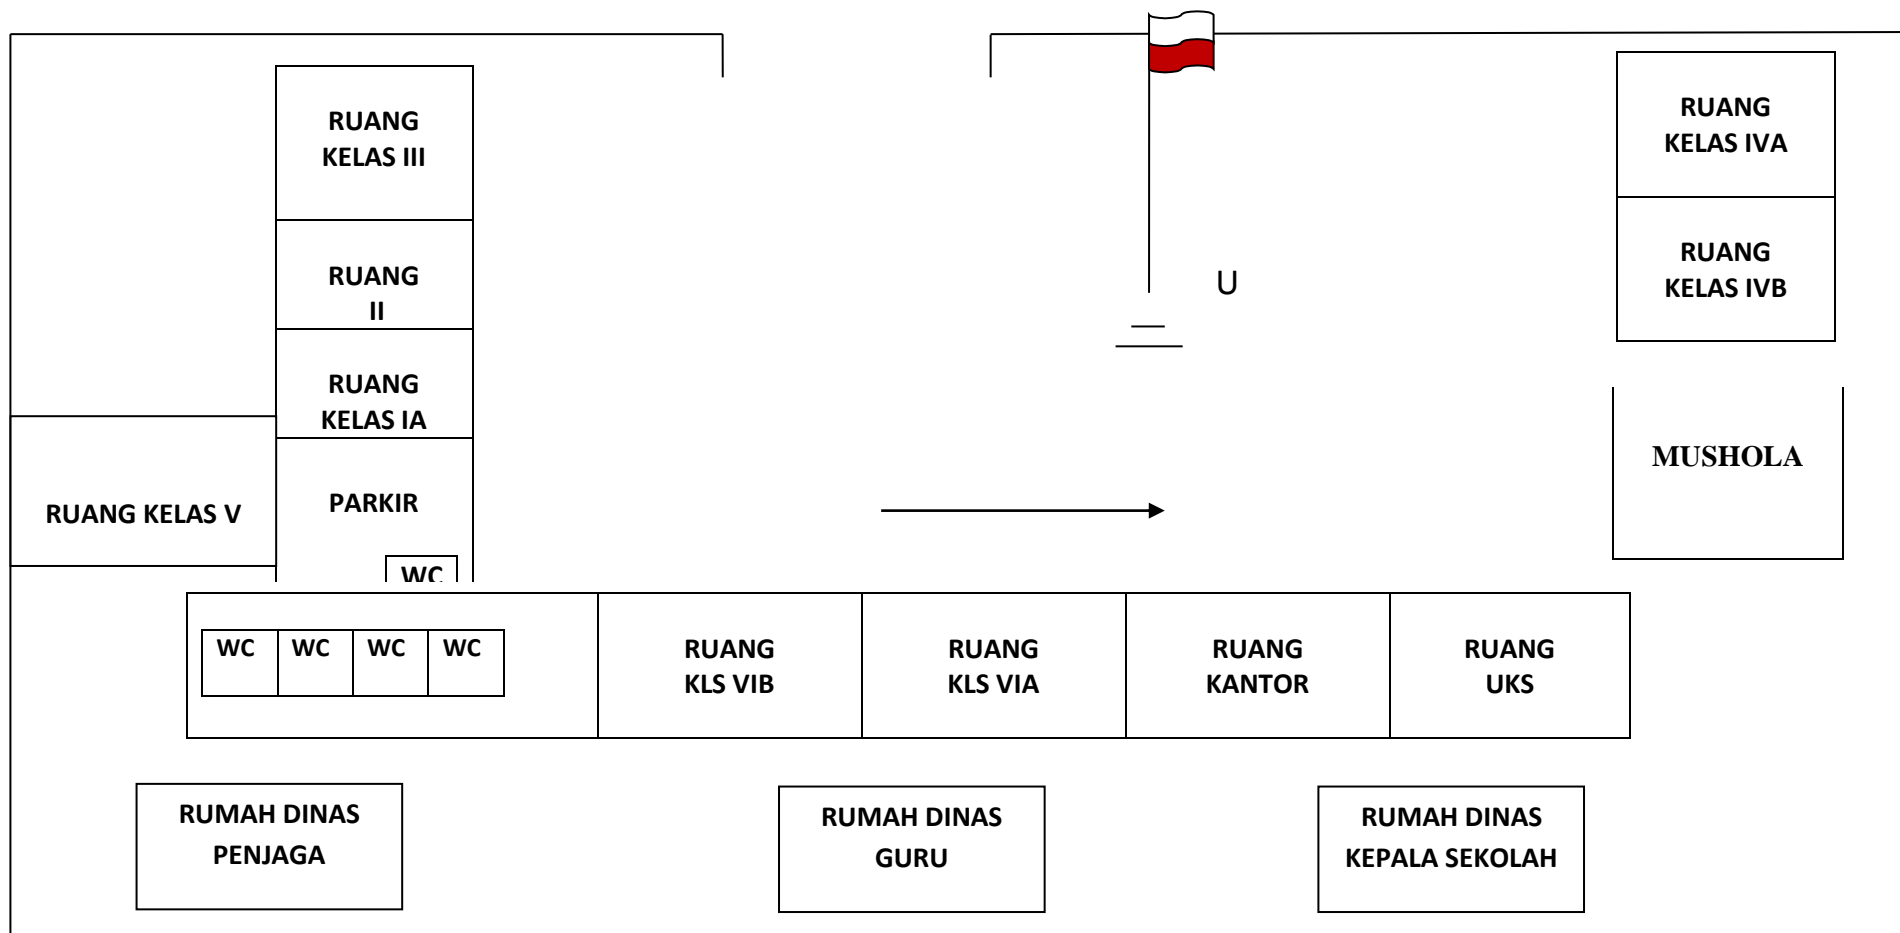 RUANG
KELAS III
RUANG
II
RUANG
KELAS IA
PARKIR
WC
RUANG KELAS V
U
RUANG
KELAS IVA
RUANG
KELAS IVB
MUSHOLA
WC WC WC WC
RUANG
KLS VIB
RUANG
KLS VIA
RUANG
KANTOR
RUANG
UKS
RUMAH DINAS
PENJAGA
RUMAH DINAS
GURU
RUMAH DINAS
KEPALA SEKOLAH